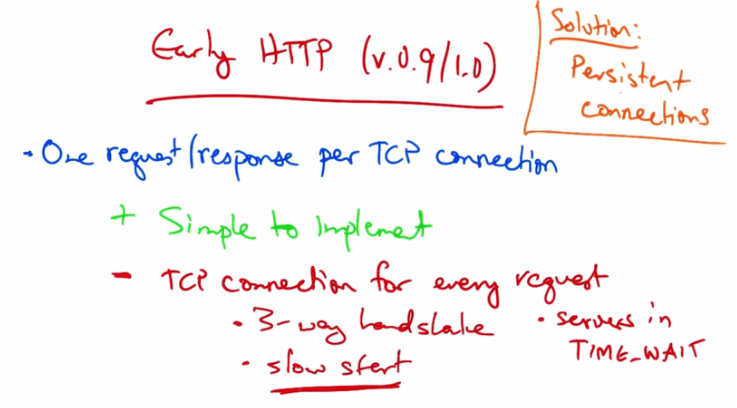 Early HTTP (v.0.9/1.0)
Solution:
Persistent
connections
• One request/response per TCP connection
+ Simple to implement
- TCP connection for every request
• 3-way handshake
• slow start
• servers in
TIME_WAIT